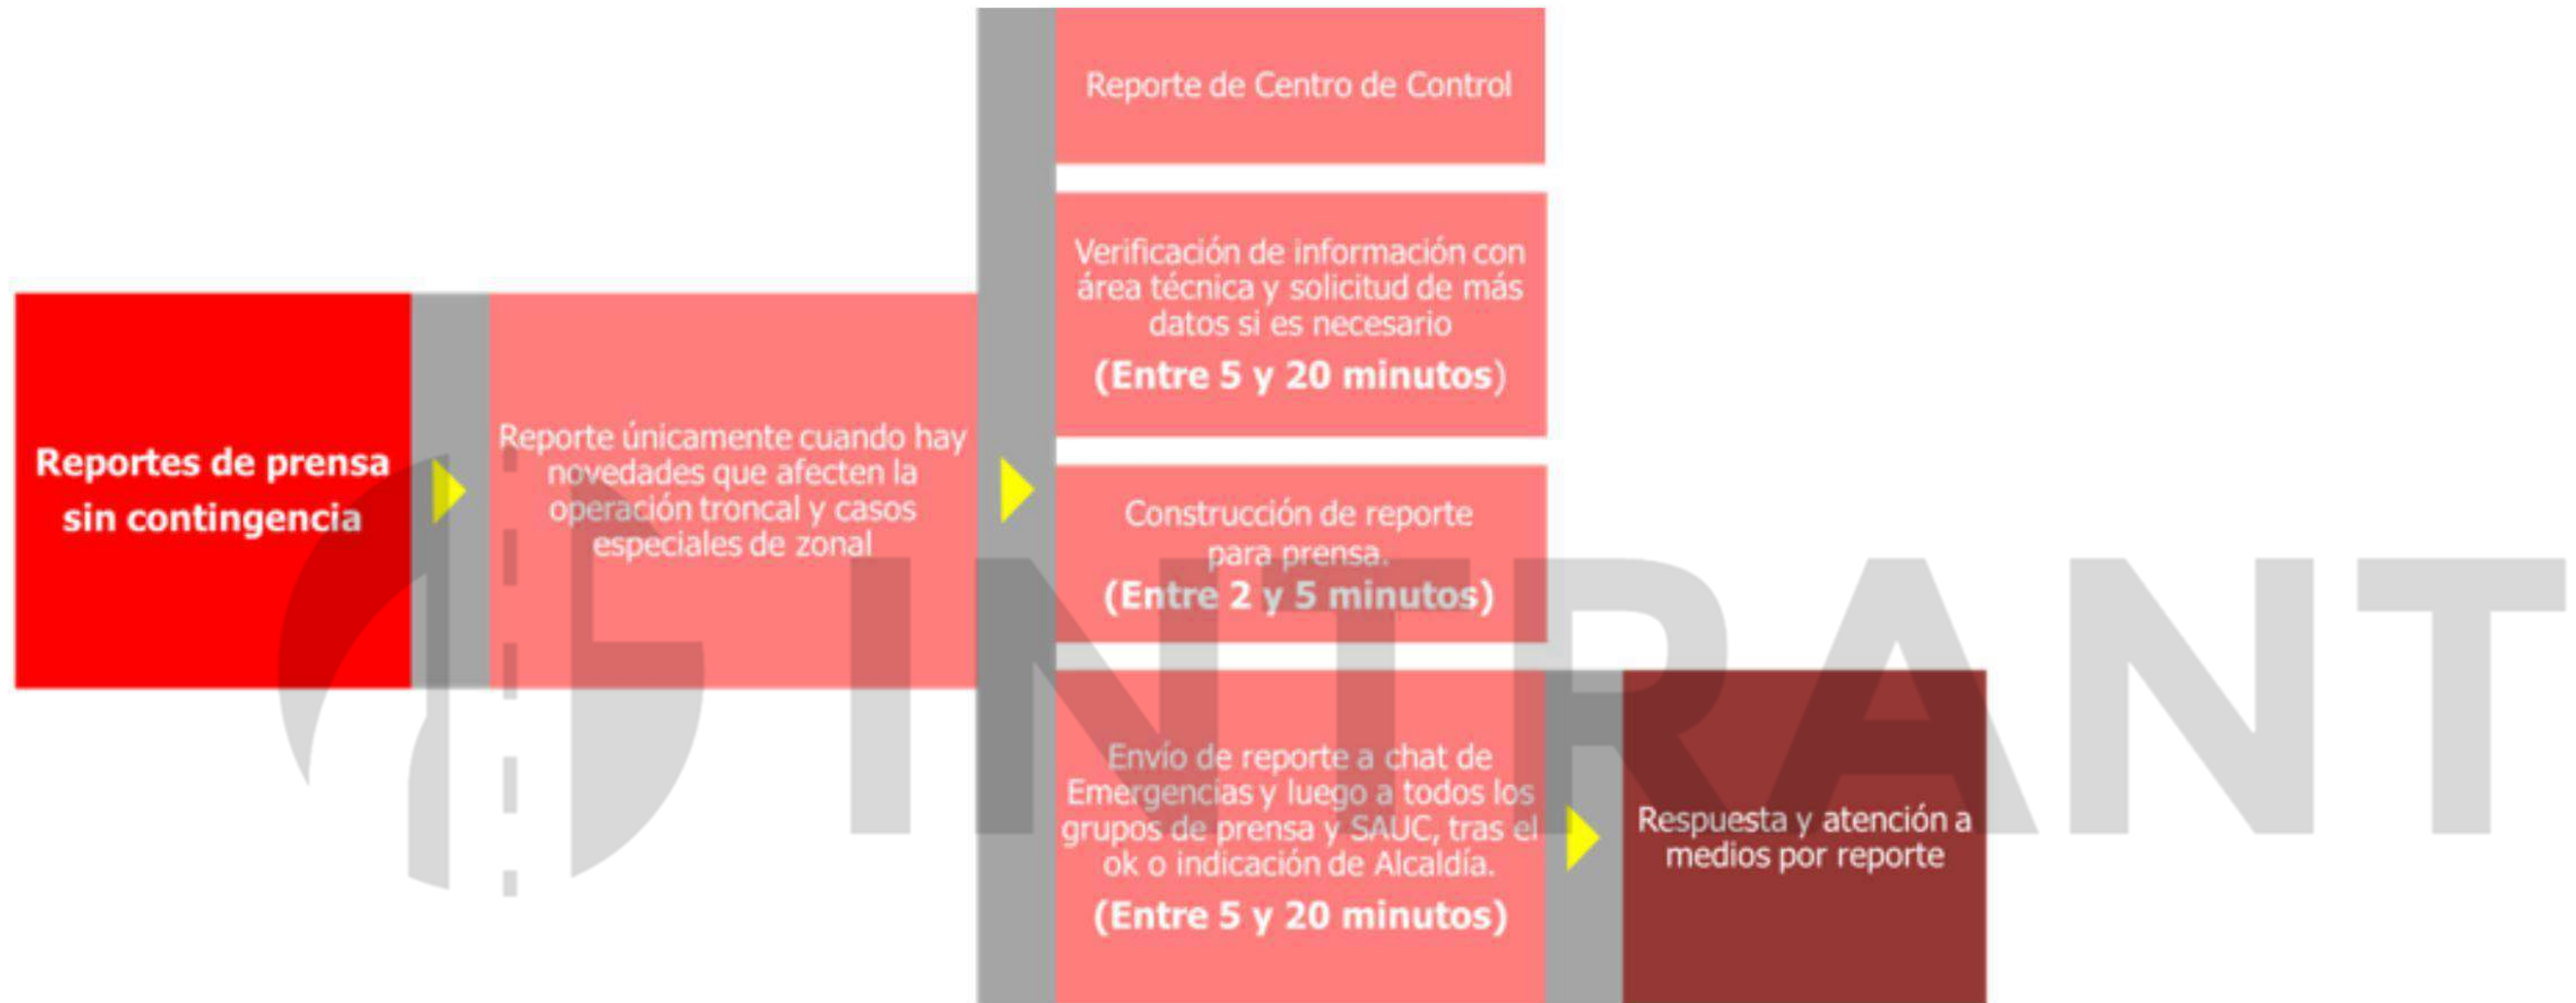 Reportes de prensa
sin contingencia
Reporte únicamente cuando hay
novedades que afecten la
operación troncal y casos
especiales de zonal
Reporte de Centro de Control
Verificación de información con
área técnica y solicitud de más
datos si es necesario
(Entre 5 y 20 minutos)
Construcción de reporte
para prensa.
(Entre 2 y 5 minutos)
Envío de reporte a chat de
Emergencias y luego a todos los
grupos de prensa y SAUC, tras el
ok o indicación de Alcaldía.
(Entre 5 y 20 minutos)
Respuesta y atención a
medios por reporte
INTRANT